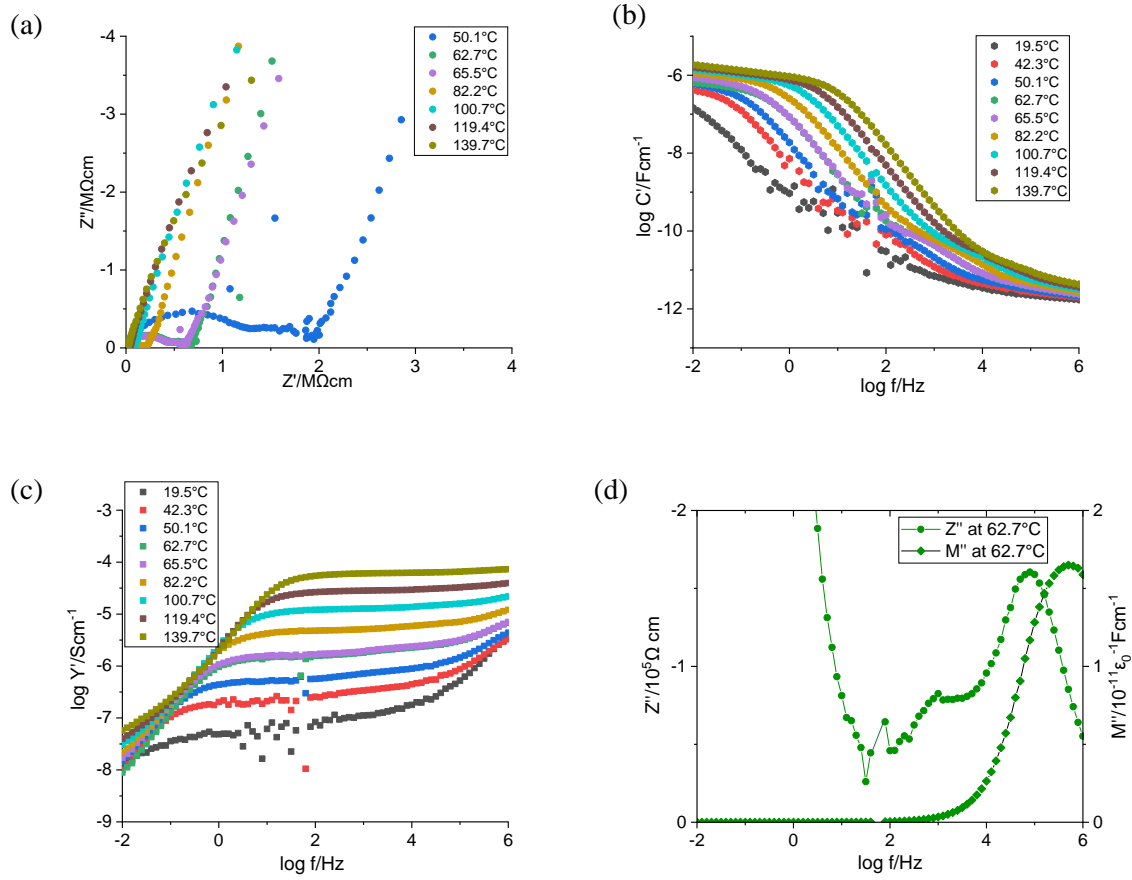 (a)
Z''/MΩcm
-4
-3
-2
-1
0
0
1
2
3
4
Z'/MΩcm
50.1°C
62.7°C
65.5°C
82.2°C
100.7°C
119.4°C
139.7°C
(b)
log C'/Fcm⁻¹
-6
-8
-10
-12
-2
0
2
4
6
log f/Hz
19.5°C
42.3°C
50.1°C
62.7°C
65.5°C
82.2°C
100.7°C
119.4°C
139.7°C
(c)
log Y'/Scm⁻¹
-3
-4
-5
-6
-7
-8
-9
-2
0
2
4
6
log f/Hz
19.5°C
42.3°C
50.1°C
62.7°C
65.5°C
82.2°C
100.7°C
119.4°C
139.7°C
(d)
Z''/10⁵Ω cm
-2
-1
0
-2
0
2
4
6
log f/Hz
Z'' at 62.7°C
M'' at 62.7°C
2
1
0
M''/10⁻¹¹ε₀⁻¹Fcm⁻¹